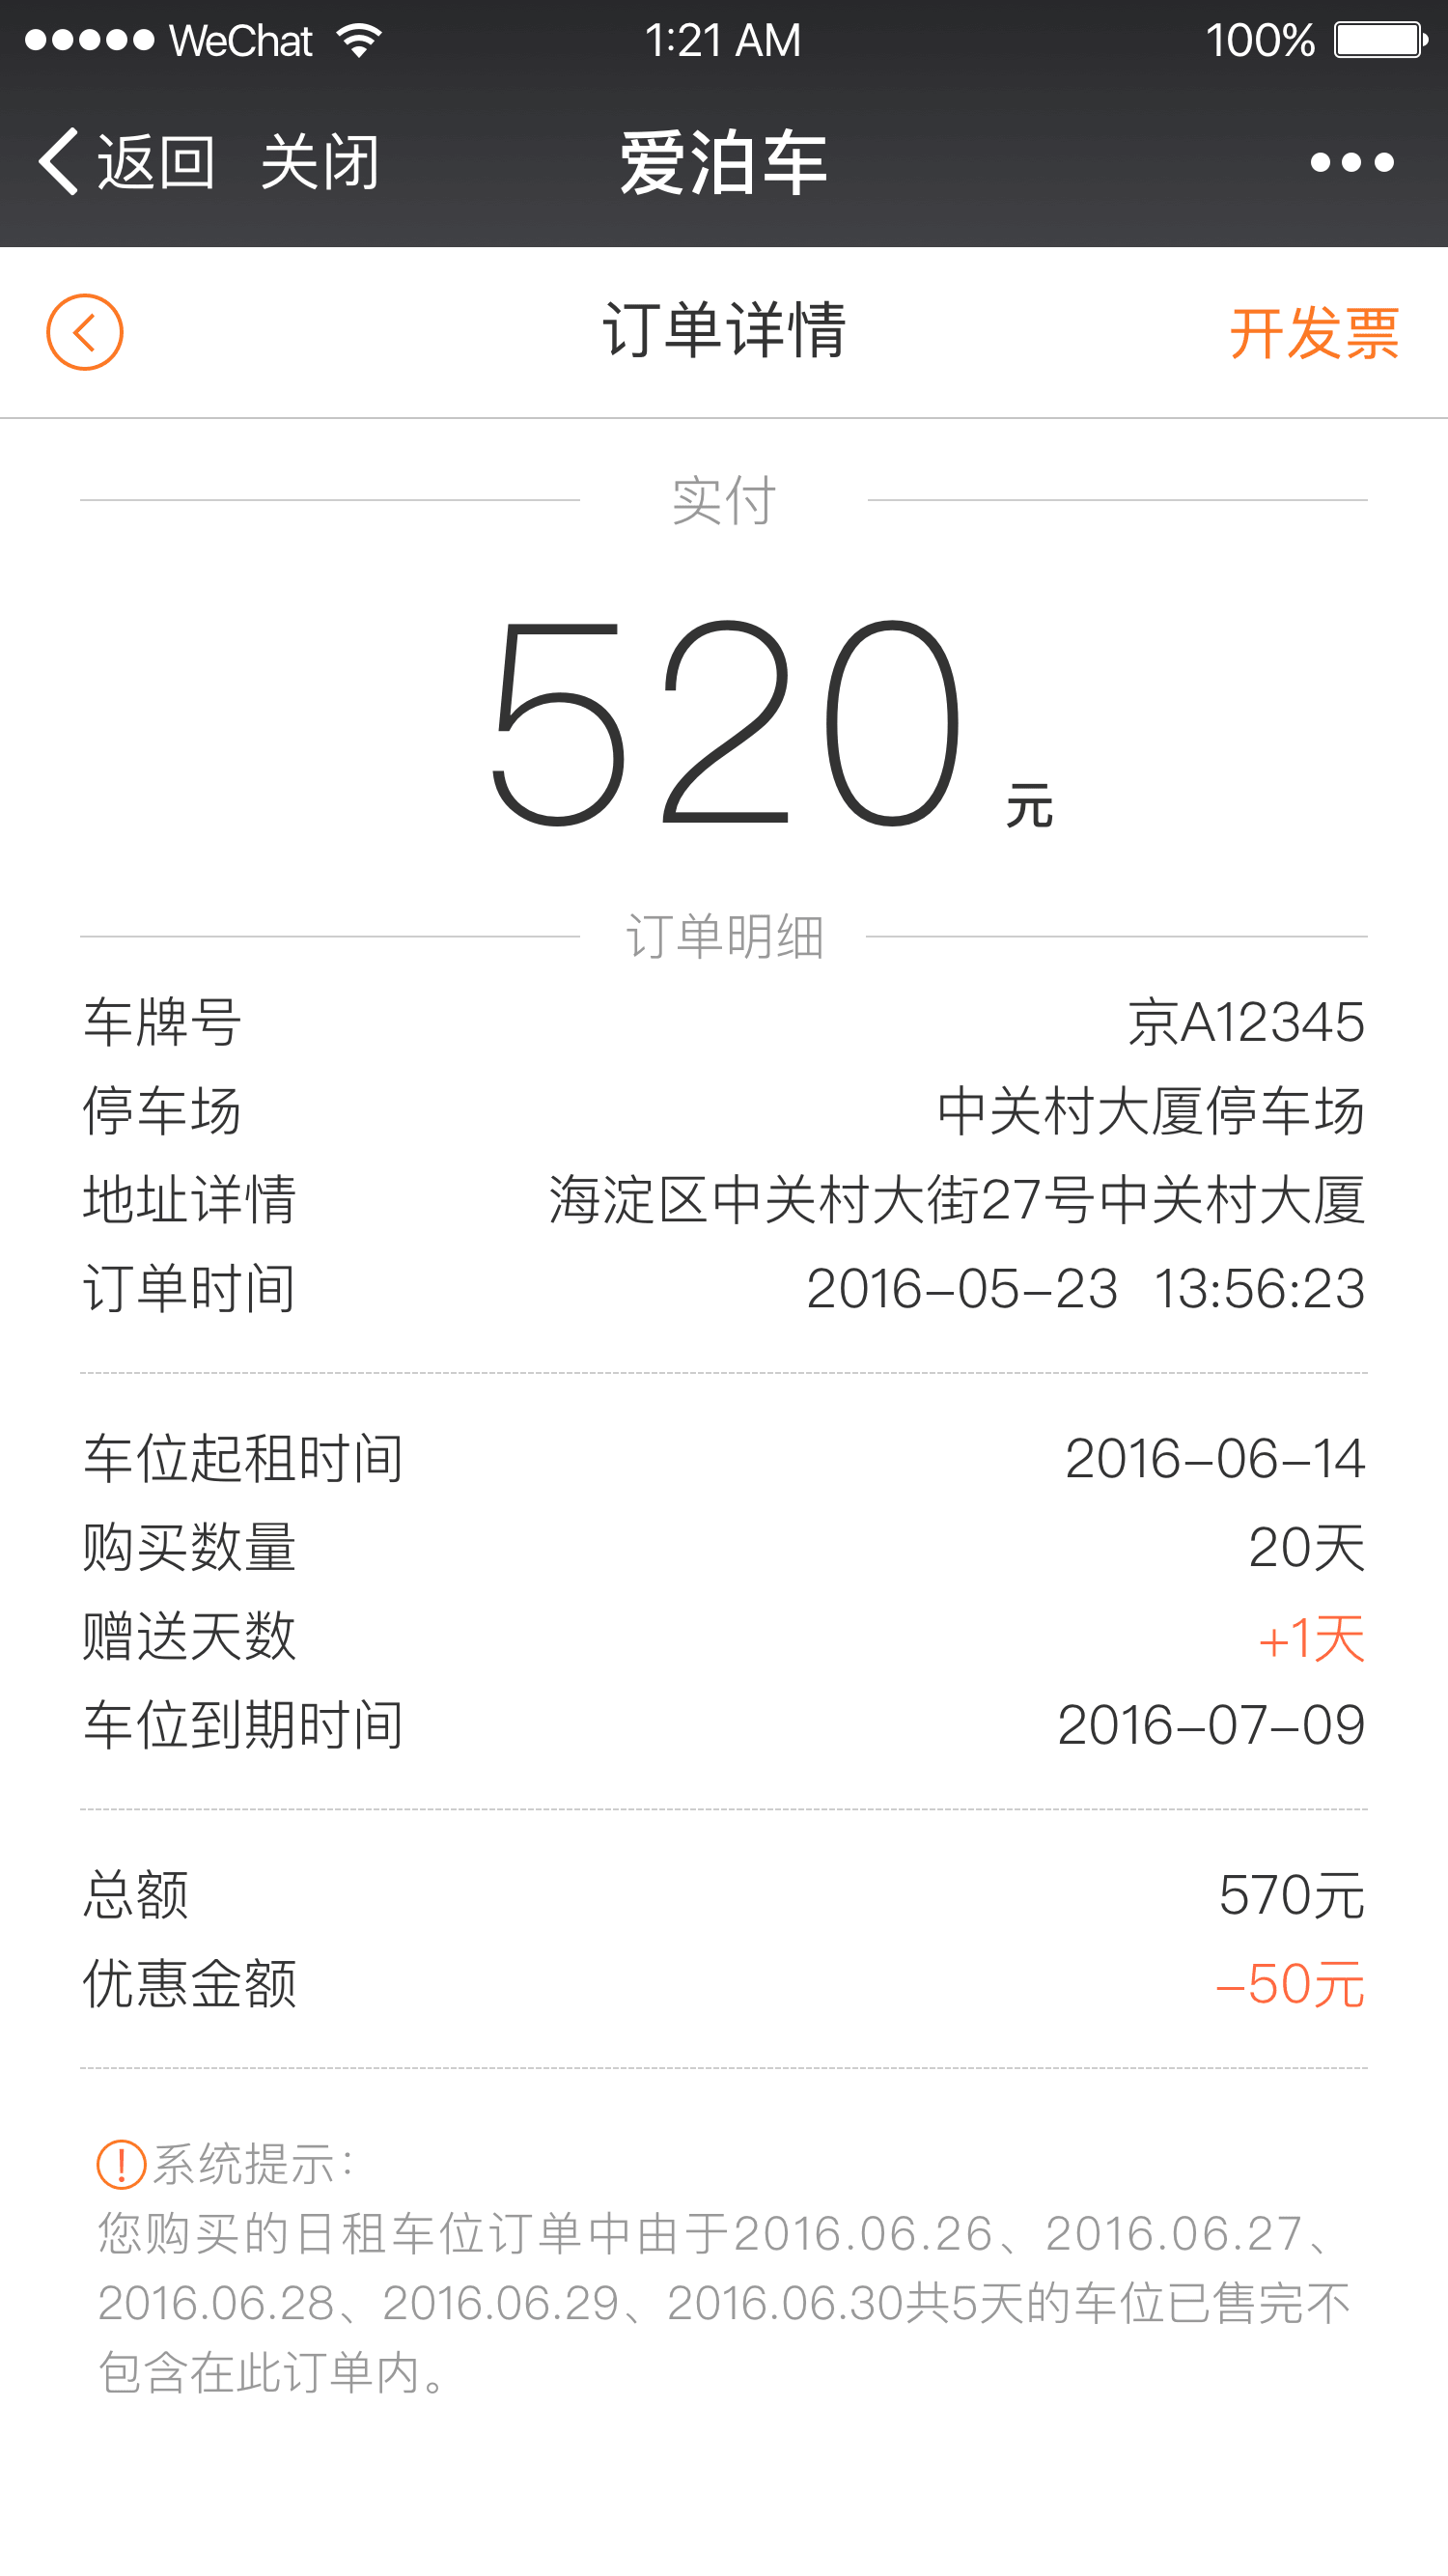 WeChat 1:21 AM 100%
返回 关闭 爱泊车
订单详情 开发票
实付
520 元
订单明细
车牌号 京A12345
停车场 中关村大厦停车场
地址详情 海淀区中关村大街27号中关村大厦
订单时间 2016-05-23 13:56:23
车位起租时间 2016-06-14
购买数量 20天
赠送天数 +1天
车位到期时间 2016-07-09
总额 570元
优惠金额 -50元
系统提示:
您购买的日租车位订单中由于2016.06.26、2016.06.27、
2016.06.28、2016.06.29、2016.06.30共5天的车位已售完不
包含在此订单内。